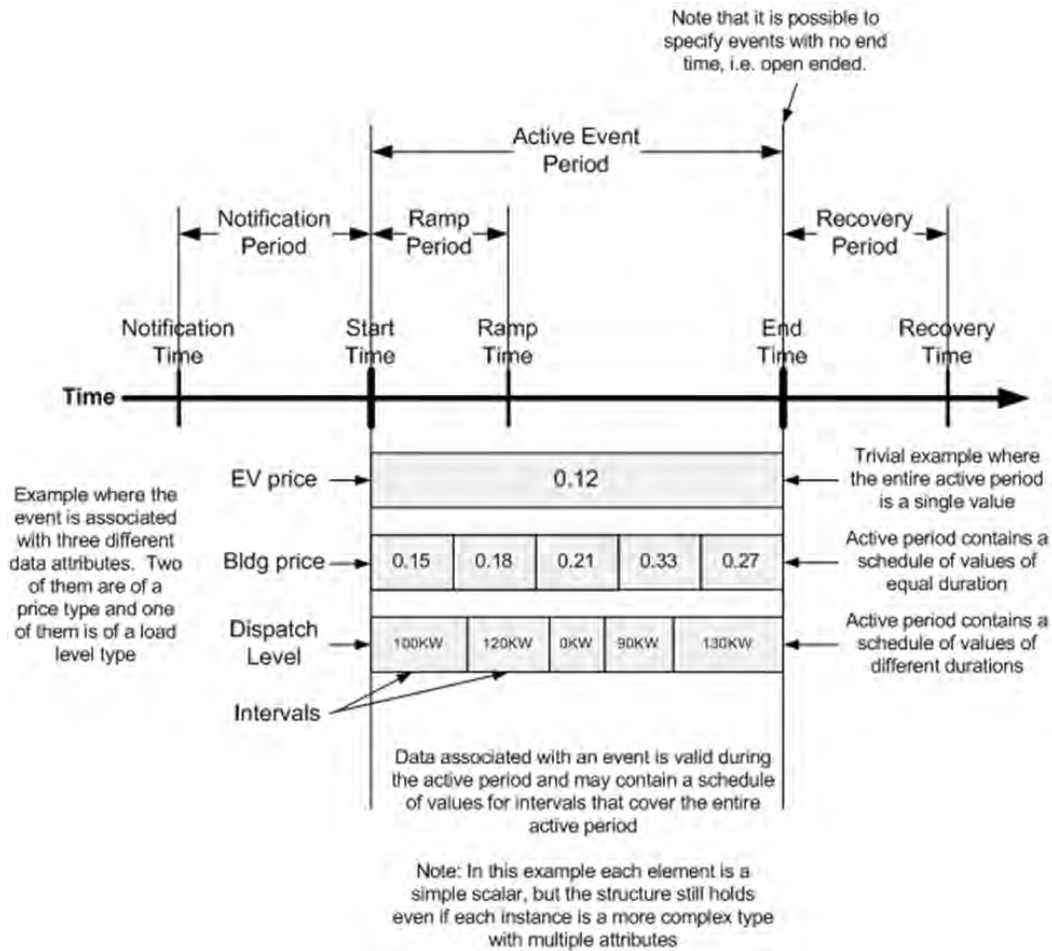 Note that it is possible to
specify events with no end
time, i.e. open ended.
Active Event
Period
Notification
Period
Ramp
Period
Recovery
Period
Notification
Time
Start
Time
Ramp
Time
End
Time
Recovery
Time
Time
EV price
0.12
Trivial example where
the entire active period
is a single value
Example where the
event is associated
with three different
data attributes. Two
of them are of a
price type and one
of them is of a load
level type
Bldg price
0.15 0.18 0.21 0.33 0.27
Active period contains a
schedule of values of
equal duration
Dispatch
Level
100KW 120KW 0KW 90KW 130KW
Active period contains a
schedule of values of
different durations
Intervals
Data associated with an event is valid during
the active period and may contain a schedule
of values for intervals that cover the entire
active period
Note: In this example each element is a
simple scalar, but the structure still holds
even if each instance is a more complex type
with multiple attributes